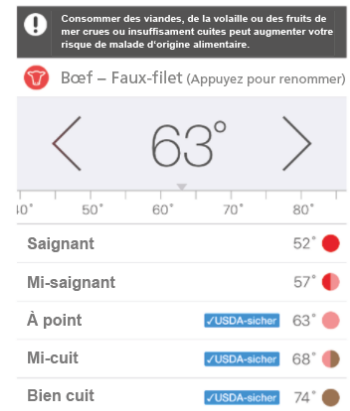 Consommer des viandes, de la volaille ou des fruits de
mer crues ou insuffisament cuites peut augmenter votre
risque de malade d'origine alimentaire.
Bœf – Faux-filet (Appuyez pour renommer)
63°
40° 50° 60° 70° 80°
Saignant 52°
Mi-saignant 57°
À point ✓USDA-sicher 63°
Mi-cuit ✓USDA-sicher 68°
Bien cuit ✓USDA-sicher 74°